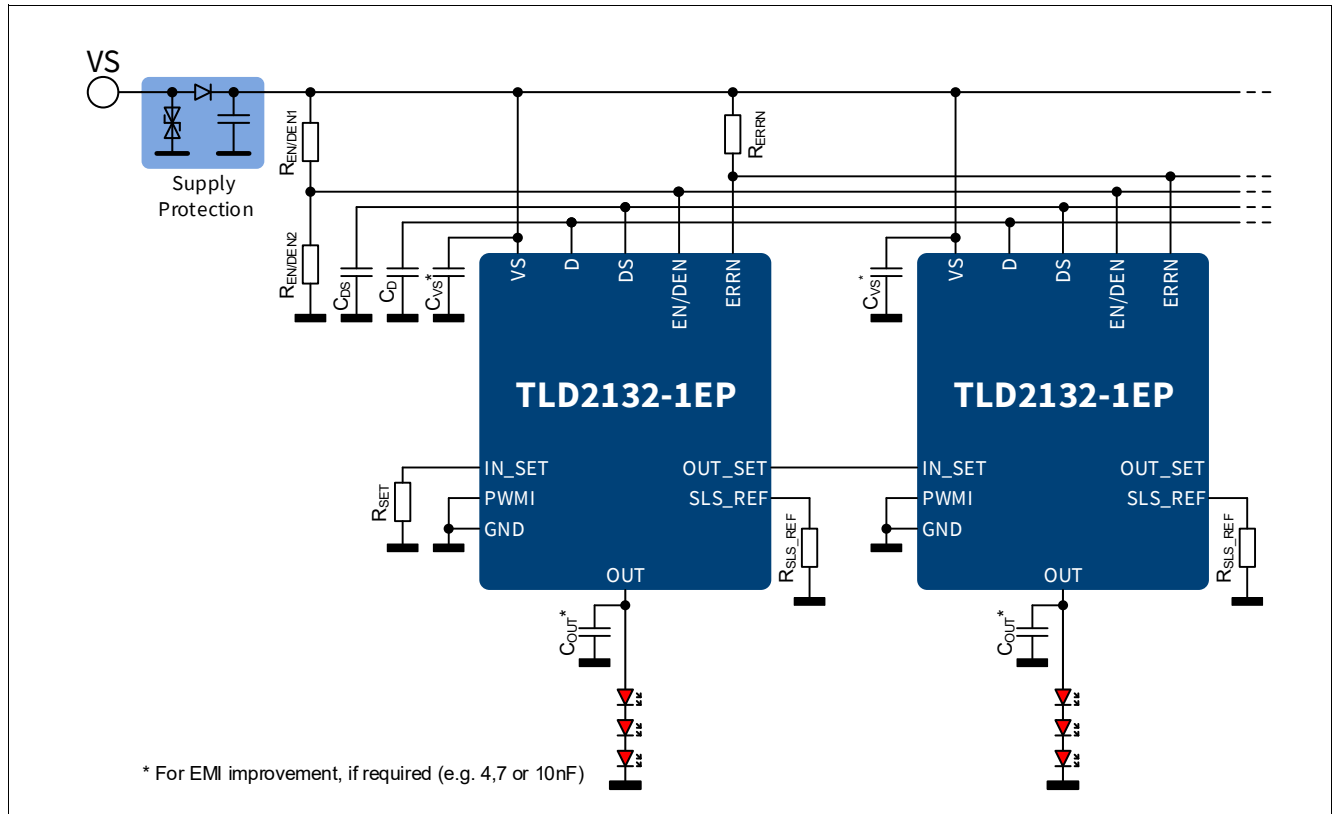 VS
Supply
Protection
REN/DEN1
REN/DEN2
CDS
CD
CVS*
RERRN
CVS*
VS
D
DS
EN/DEN
ERRN
VS
D
DS
EN/DEN
ERRN
TLD2132-1EP
TLD2132-1EP
RSET
IN_SET
OUT_SET
IN_SET
OUT_SET
PWMI
SLS_REF
PWMI
SLS_REF
GND
GND
RSLS_REF
RSLS_REF
OUT
OUT
COUT*
COUT*
* For EMI improvement, if required (e.g. 4,7 or 10nF)